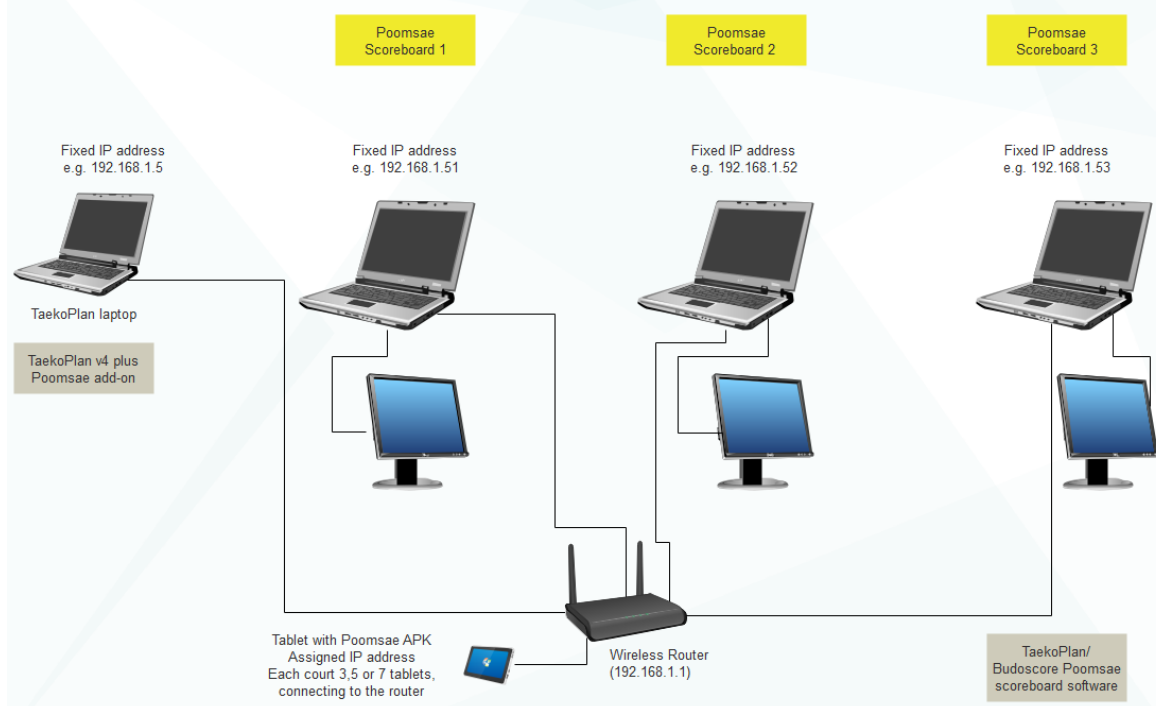 Poomsae
Scoreboard 1
Poomsae
Scoreboard 2
Poomsae
Scoreboard 3
Fixed IP address
e.g. 192.168.1.5
Fixed IP address
e.g. 192.168.1.51
Fixed IP address
e.g. 192.168.1.52
Fixed IP address
e.g. 192.168.1.53
TaekoPlan laptop
TaekoPlan v4 plus
Poomsae add-on
Tablet with Poomsae APK
Assigned IP address
Each court 3,5 or 7 tablets,
connecting to the router
Wireless Router
(192.168.1.1)
TaekoPlan/
Budoscore Poomsae
scoreboard software